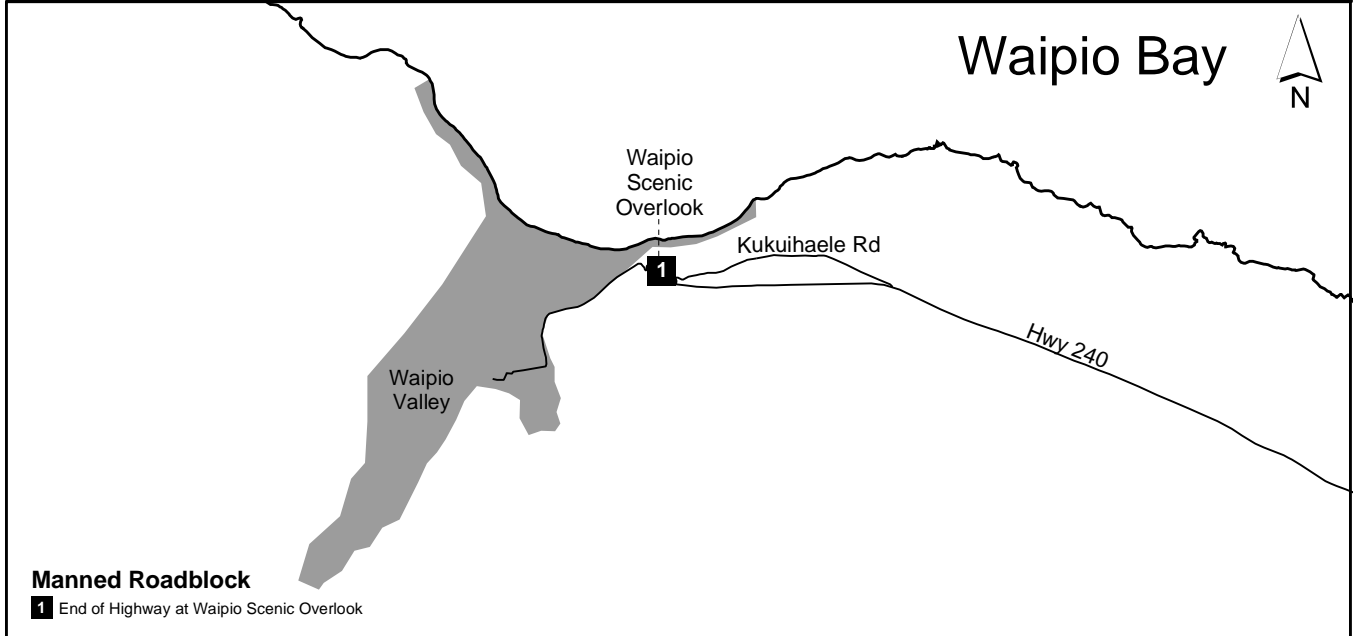 Waipio Bay
N
Waipio
Scenic
Overlook
Kukuihaele Rd
1
Hwy 240
Waipio
Valley
Manned Roadblock
1 End of Highway at Waipio Scenic Overlook